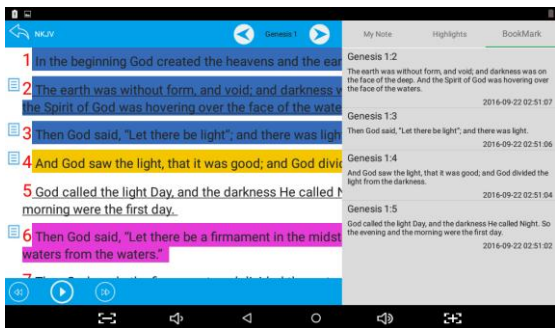 NKJV
Genesis 1
1 In the beginning God created the heavens and the ear
2 The earth was without form, and void; and darkness w
the Spirit of God was hovering over the face of the wate
3 Then God said, "Let there be light"; and there was ligh
4 And God saw the light, that it was good; and God divid
5 God called the light Day, and the darkness He called N
morning were the first day.
6 Then God said, "Let there be a firmament in the midst
waters from the waters."
My Note
Highlights
BookMark
Genesis 1:2
The earth was without form, and void; and darkness was on
the face of the deep. And the Spirit of God was hovering over
the face of the waters.
2016-09-22 02:51:07
Genesis 1:3
Then God said, "Let there be light"; and there was light.
2016-09-22 02:51:06
Genesis 1:4
And God saw the light, that it was good; and God divided the
light from the darkness.
2016-09-22 02:51:04
Genesis 1:5
God called the light Day, and the darkness He called Night. So
the evening and the morning were the first day.
2016-09-22 02:51:02